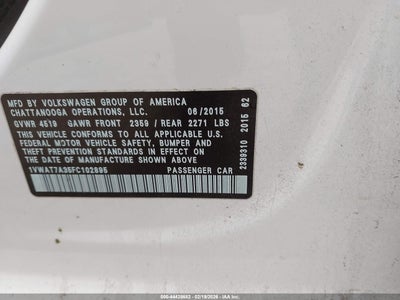 MFD BY VOLKSWAGEN GROUP OF AMERICA
CHATTANOOGA OPERATIONS, LLC. 06/2015
GVWR 4519 GAWR FRONT 2359 / REAR 2271 LBS
THIS VEHICLE CONFORMS TO ALL APPLICABLE U.S.
FEDERAL MOTOR VEHICLE SAFETY, BUMPER AND
THEFT PREVENTION STANDARDS IN EFFECT ON THE
DATE OF MANUFACTURE SHOWN ABOVE
1VWAT7A35FC102895 PASSENGER CAR
2339310 2015 62